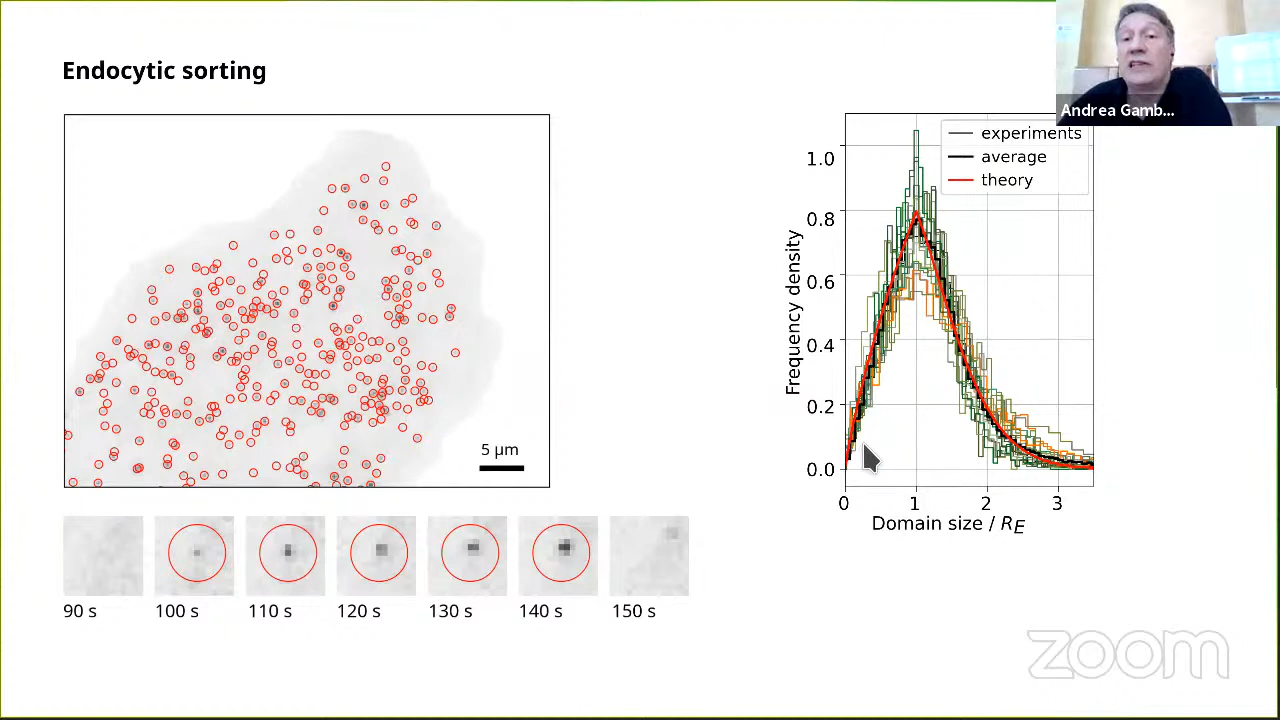 Endocytic sorting
Andrea Gamb...
experiments
average
theory
1.0
0.8
0.6
0.4
0.2
0.0
Frequency density
0 1 2 3
Domain size / RE
5 μm
90 s 100 s 110 s 120 s 130 s 140 s 150 s
zoom